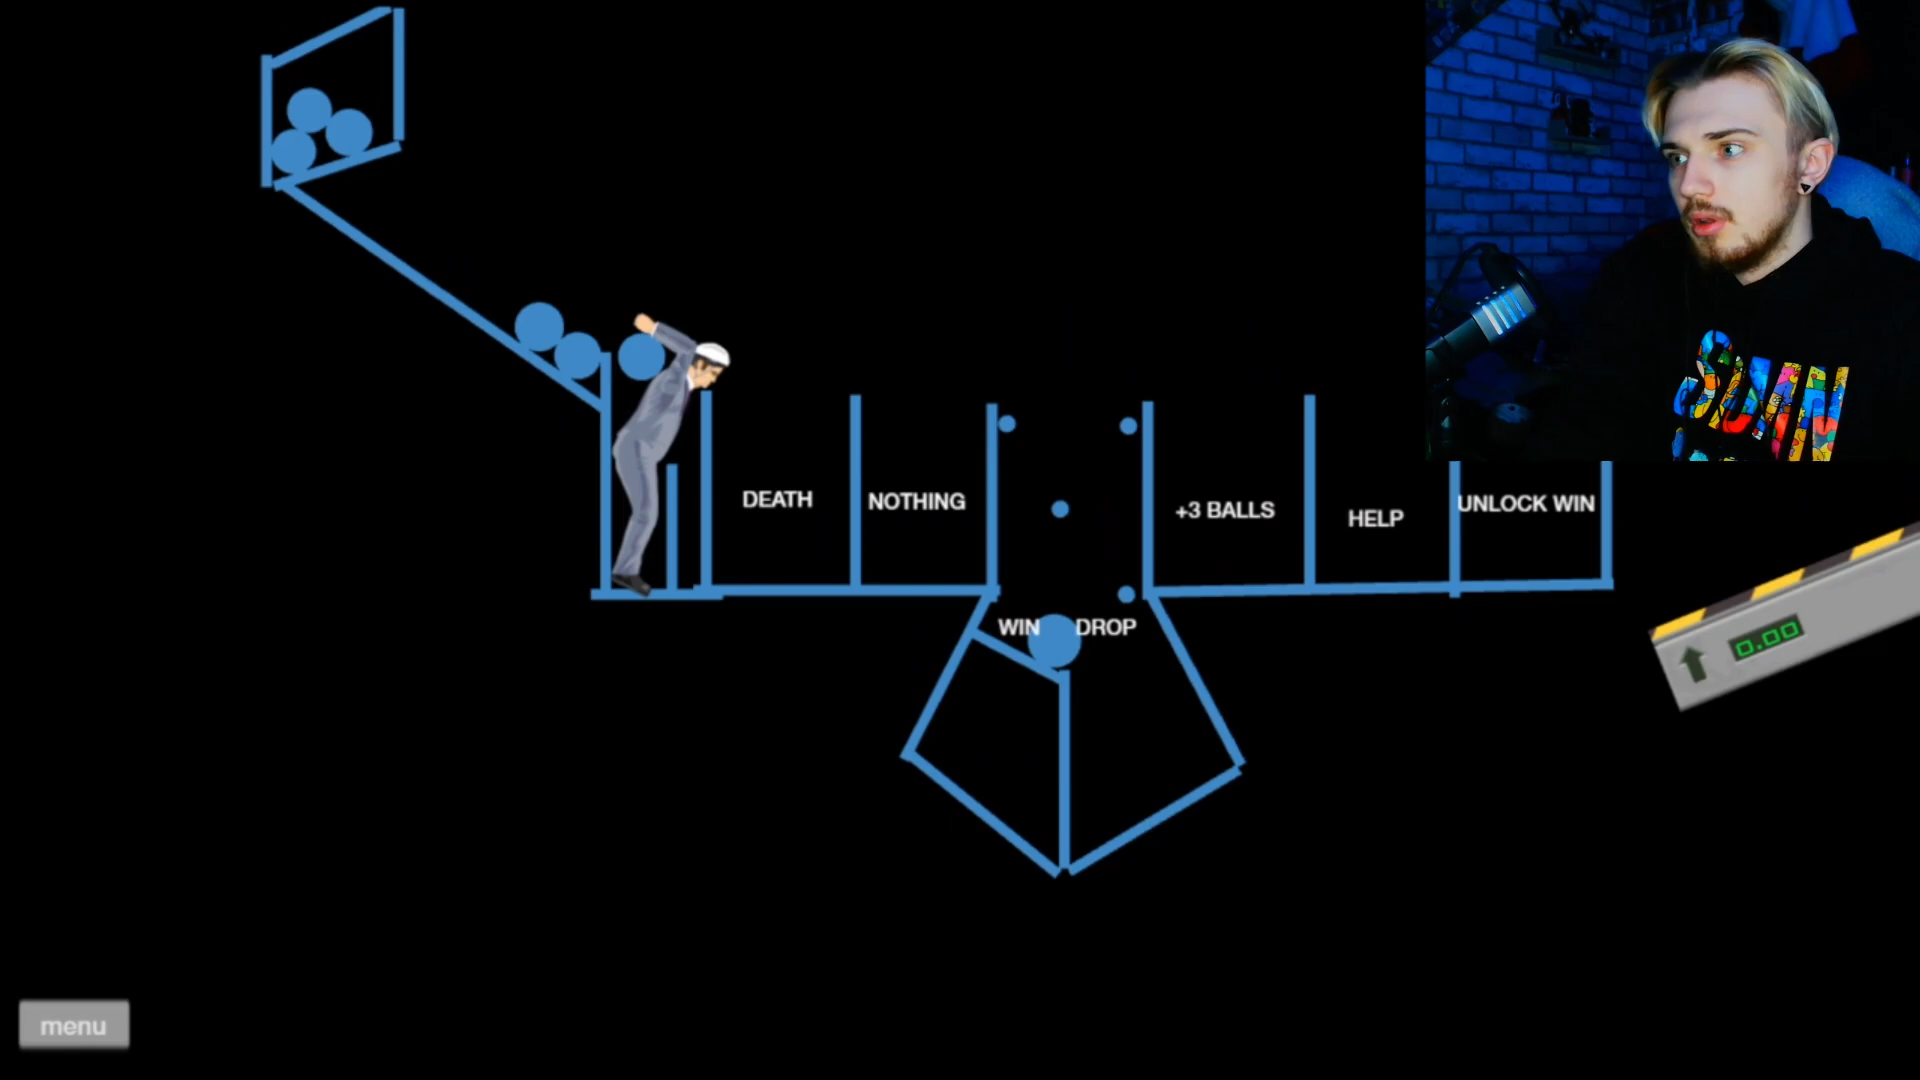 DEATH
NOTHING
+3 BALLS
HELP
UNLOCK WIN
WIN
DROP
0.00
menu